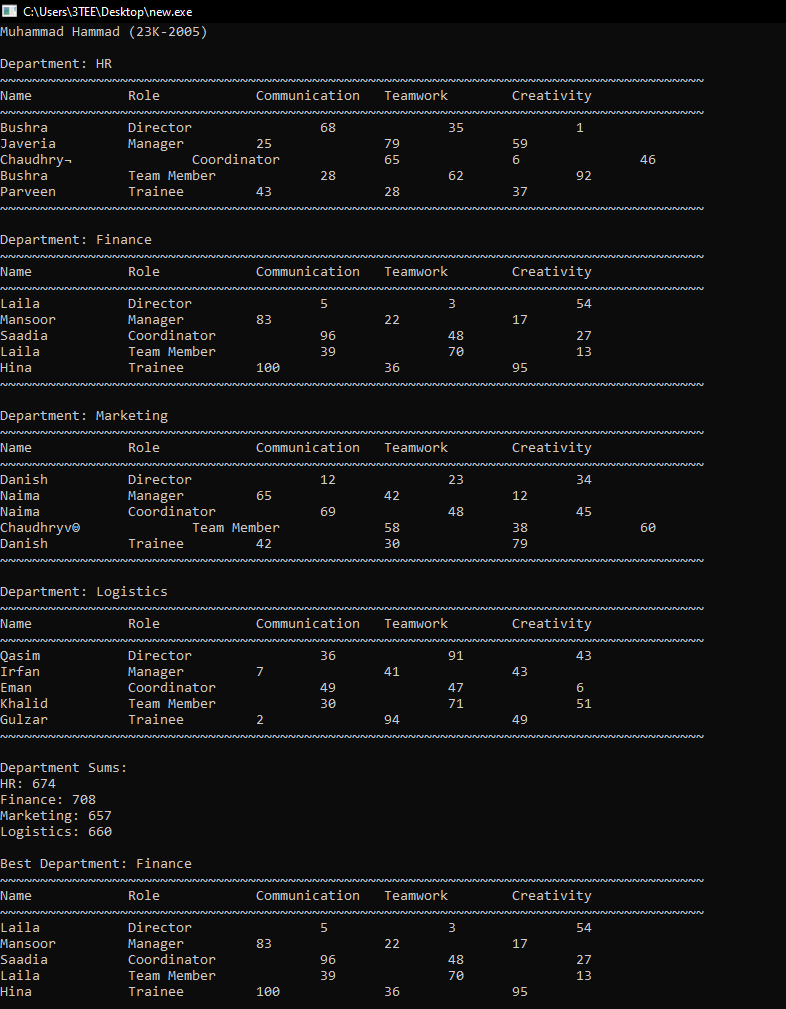 C:\Users\3TEE\Desktop\new.exe
Muhammad Hammad (23K-2005)
Department: HR
~~~~~~~~~~~~~~~~~~~~~~~~~~~~~~~~~~~~~~~~~~~~~~~~~~~~~~~~~~~~~~~~~~~~~~~~~~~~~~~~~~~~~~~~
Name Role Communication Teamwork Creativity
~~~~~~~~~~~~~~~~~~~~~~~~~~~~~~~~~~~~~~~~~~~~~~~~~~~~~~~~~~~~~~~~~~~~~~~~~~~~~~~~~~~~~~~~
Bushra Director 68 35 1
Javeria Manager 25 79 59
Chaudhry¬ Coordinator 65 6 46
Bushra Team Member 28 62 92
Parveen Trainee 43 28 37
~~~~~~~~~~~~~~~~~~~~~~~~~~~~~~~~~~~~~~~~~~~~~~~~~~~~~~~~~~~~~~~~~~~~~~~~~~~~~~~~~~~~~~~~
Department: Finance
~~~~~~~~~~~~~~~~~~~~~~~~~~~~~~~~~~~~~~~~~~~~~~~~~~~~~~~~~~~~~~~~~~~~~~~~~~~~~~~~~~~~~~~~
Name Role Communication Teamwork Creativity
~~~~~~~~~~~~~~~~~~~~~~~~~~~~~~~~~~~~~~~~~~~~~~~~~~~~~~~~~~~~~~~~~~~~~~~~~~~~~~~~~~~~~~~~
Laila Director 5 3 54
Mansoor Manager 83 22 17
Saadia Coordinator 96 48 27
Laila Team Member 39 70 13
Hina Trainee 100 36 95
~~~~~~~~~~~~~~~~~~~~~~~~~~~~~~~~~~~~~~~~~~~~~~~~~~~~~~~~~~~~~~~~~~~~~~~~~~~~~~~~~~~~~~~~
Department: Marketing
~~~~~~~~~~~~~~~~~~~~~~~~~~~~~~~~~~~~~~~~~~~~~~~~~~~~~~~~~~~~~~~~~~~~~~~~~~~~~~~~~~~~~~~~
Name Role Communication Teamwork Creativity
~~~~~~~~~~~~~~~~~~~~~~~~~~~~~~~~~~~~~~~~~~~~~~~~~~~~~~~~~~~~~~~~~~~~~~~~~~~~~~~~~~~~~~~~
Danish Director 12 23 34
Naima Manager 65 42 12
Naima Coordinator 69 48 45
Chaudhryv☺ Team Member 58 38 60
Danish Trainee 42 30 79
~~~~~~~~~~~~~~~~~~~~~~~~~~~~~~~~~~~~~~~~~~~~~~~~~~~~~~~~~~~~~~~~~~~~~~~~~~~~~~~~~~~~~~~~
Department: Logistics
~~~~~~~~~~~~~~~~~~~~~~~~~~~~~~~~~~~~~~~~~~~~~~~~~~~~~~~~~~~~~~~~~~~~~~~~~~~~~~~~~~~~~~~~
Name Role Communication Teamwork Creativity
~~~~~~~~~~~~~~~~~~~~~~~~~~~~~~~~~~~~~~~~~~~~~~~~~~~~~~~~~~~~~~~~~~~~~~~~~~~~~~~~~~~~~~~~
Qasim Director 36 91 43
Irfan Manager 7 41 43
Eman Coordinator 49 47 6
Khalid Team Member 30 71 51
Gulzar Trainee 2 94 49
~~~~~~~~~~~~~~~~~~~~~~~~~~~~~~~~~~~~~~~~~~~~~~~~~~~~~~~~~~~~~~~~~~~~~~~~~~~~~~~~~~~~~~~~
Department Sums:
HR: 674
Finance: 708
Marketing: 657
Logistics: 660
Best Department: Finance
~~~~~~~~~~~~~~~~~~~~~~~~~~~~~~~~~~~~~~~~~~~~~~~~~~~~~~~~~~~~~~~~~~~~~~~~~~~~~~~~~~~~~~~~
Name Role Communication Teamwork Creativity
~~~~~~~~~~~~~~~~~~~~~~~~~~~~~~~~~~~~~~~~~~~~~~~~~~~~~~~~~~~~~~~~~~~~~~~~~~~~~~~~~~~~~~~~
Laila Director 5 3 54
Mansoor Manager 83 22 17
Saadia Coordinator 96 48 27
Laila Team Member 39 70 13
Hina Trainee 100 36 95